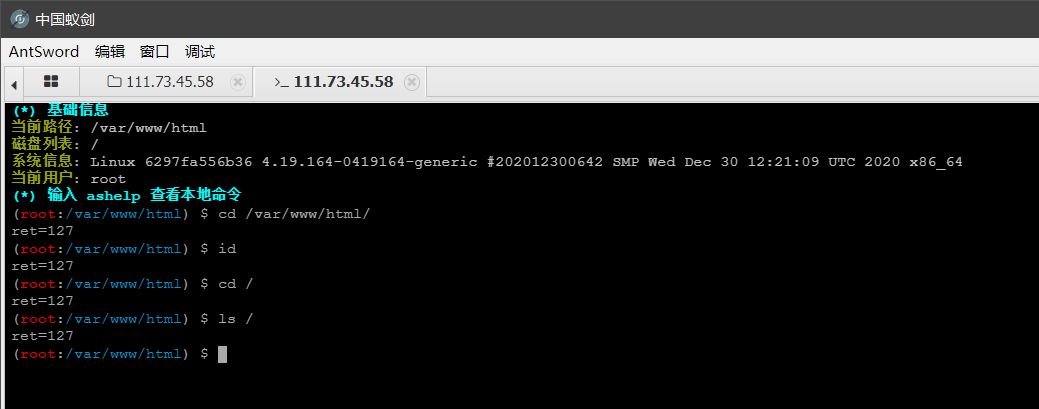 中国蚁剑
AntSword 编辑 窗口 调试
111.73.45.58 >_ 111.73.45.58
(*) 基础信息
当前路径: /var/www/html
磁盘列表: /
系统信息: Linux 6297fa556b36 4.19.164-0419164-generic #202012300642 SMP Wed Dec 30 12:21:09 UTC 2020 x86_64
当前用户: root
(*) 输入 ashelp 查看本地命令
(root:/var/www/html) $ cd /var/www/html/
ret=127
(root:/var/www/html) $ id
ret=127
(root:/var/www/html) $ cd /
ret=127
(root:/var/www/html) $ ls /
ret=127
(root:/var/www/html) $